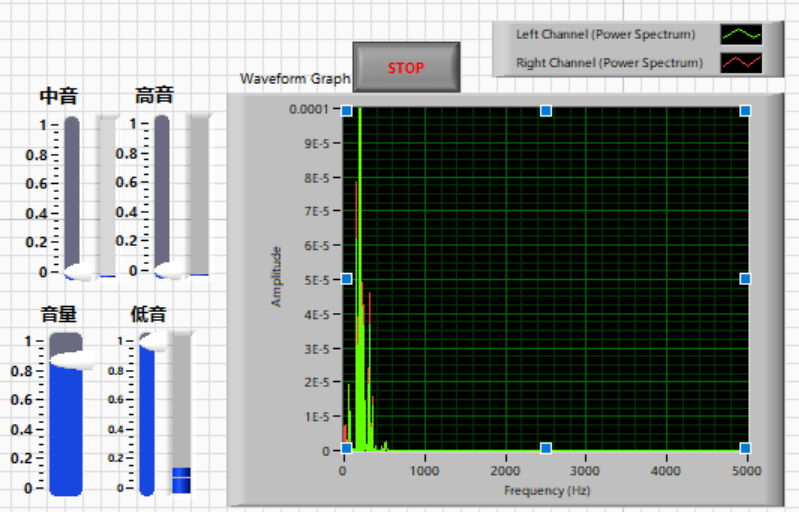 Left Channel (Power Spectrum)
Right Channel (Power Spectrum)
STOP
Waveform Graph
中音
高音
1
0.8
0.6
0.4
0.2
0
1
0.8
0.6
0.4
0.2
0
音量
低音
1
0.8
0.6
0.4
0.2
0
1
0.8
0.6
0.4
0.2
0
Amplitude
0.0001
9E-5
8E-5
7E-5
6E-5
5E-5
4E-5
3E-5
2E-5
1E-5
0
0
1000
2000
3000
4000
5000
Frequency (Hz)